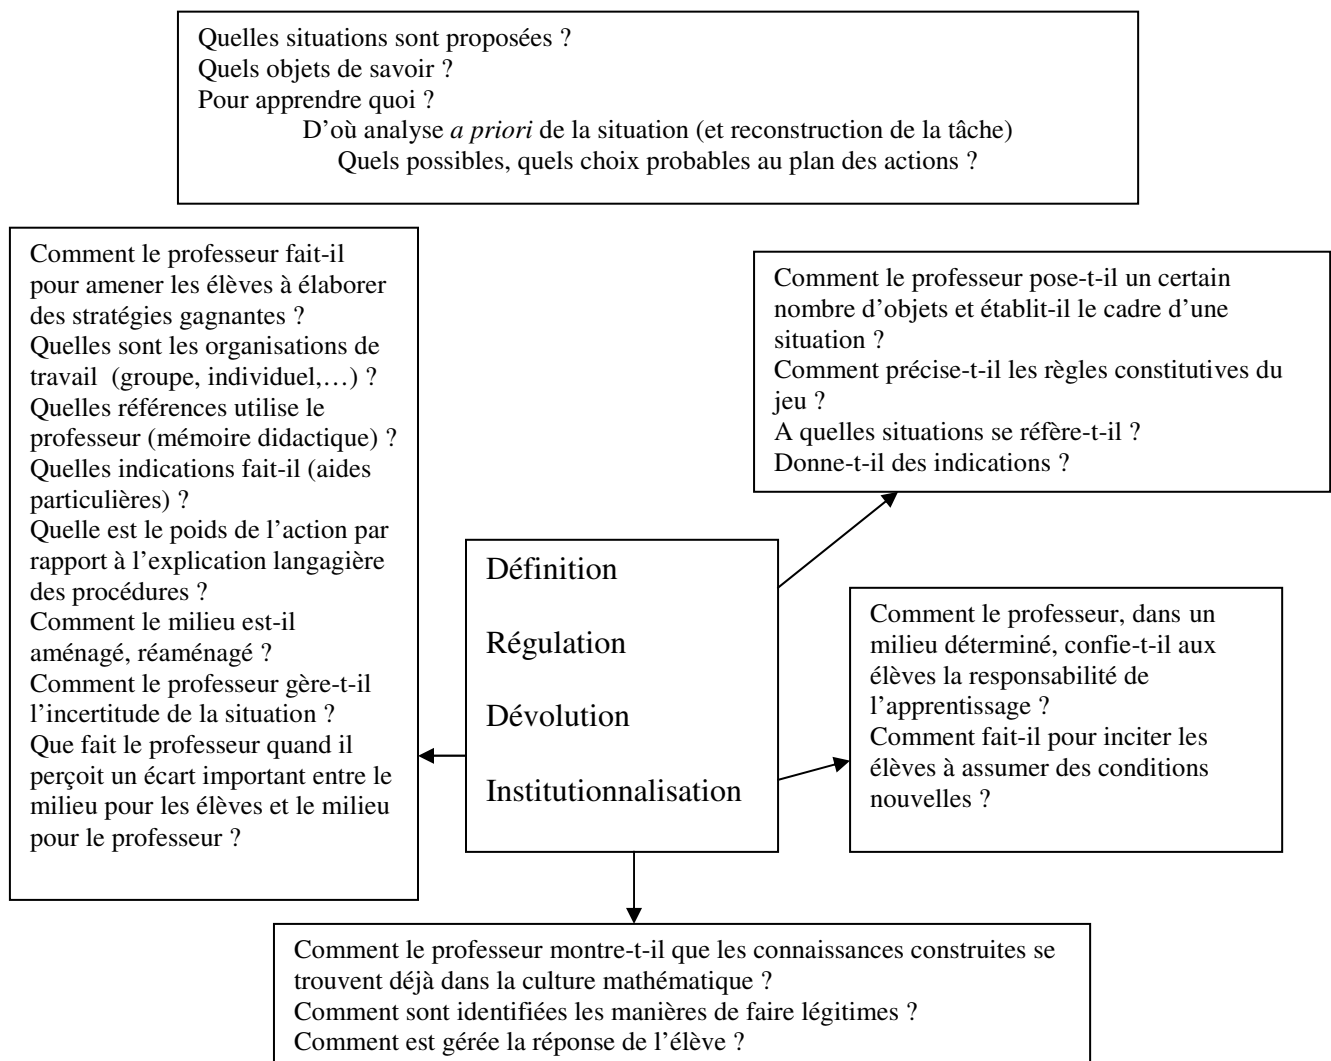 Quelles situations sont proposées ?
Quels objets de savoir ?
Pour apprendre quoi ?
D’où analyse a priori de la situation (et reconstruction de la tâche)
Quels possibles, quels choix probables au plan des actions ?
Comment le professeur fait-il
pour amener les élèves à élaborer
des stratégies gagnantes ?
Quelles sont les organisations de
travail (groupe, individuel,…) ?
Quelles références utilise le
professeur (mémoire didactique) ?
Quelles indications fait-il (aides
particulières) ?
Quelle est le poids de l’action par
rapport à l’explication langagière
des procédures ?
Comment le milieu est-il
aménagé, réaménagé ?
Comment le professeur gère-t-il
l’incertitude de la situation ?
Que fait le professeur quand il
perçoit un écart important entre le
milieu pour les élèves et le milieu
pour le professeur ?
Comment le professeur pose-t-il un certain
nombre d’objets et établit-il le cadre d’une
situation ?
Comment précise-t-il les règles constitutives du
jeu ?
A quelles situations se réfère-t-il ?
Donne-t-il des indications ?
Définition
Régulation
Dévolution
Institutionnalisation
Comment le professeur, dans un
milieu déterminé, confie-t-il aux
élèves la responsabilité de
l’apprentissage ?
Comment fait-il pour inciter les
élèves à assumer des conditions
nouvelles ?
Comment le professeur montre-t-il que les connaissances construites se
trouvent déjà dans la culture mathématique ?
Comment sont identifiées les manières de faire légitimes ?
Comment est gérée la réponse de l’élève ?